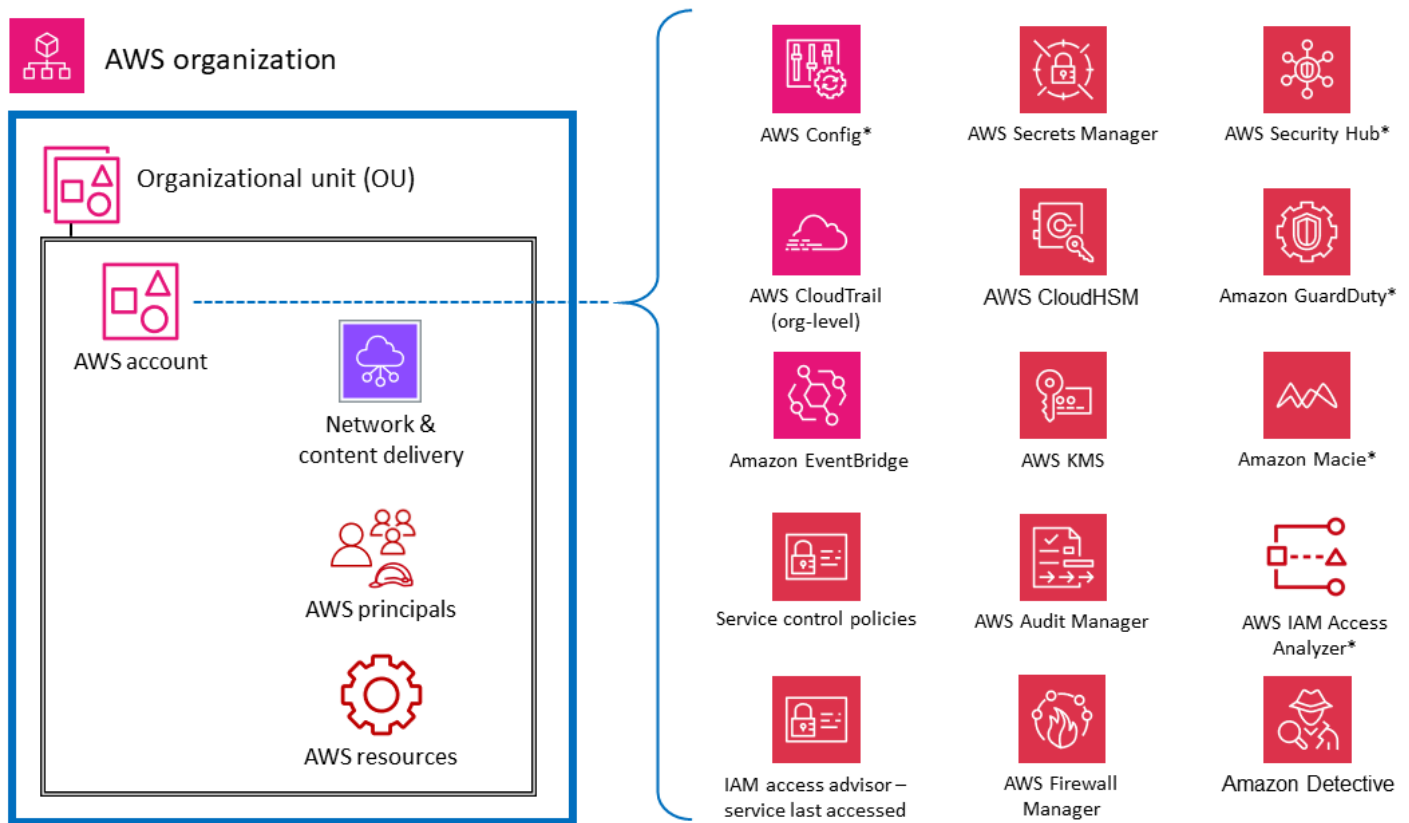 AWS organization
Organizational unit (OU)
AWS account
Network &
content delivery
AWS principals
AWS resources
AWS Config*
AWS Secrets Manager
AWS Security Hub*
AWS CloudTrail
(org-level)
AWS CloudHSM
Amazon GuardDuty*
Amazon EventBridge
AWS KMS
Amazon Macie*
Service control policies
AWS Audit Manager
AWS IAM Access
Analyzer*
IAM access advisor –
service last accessed
AWS Firewall
Manager
Amazon Detective